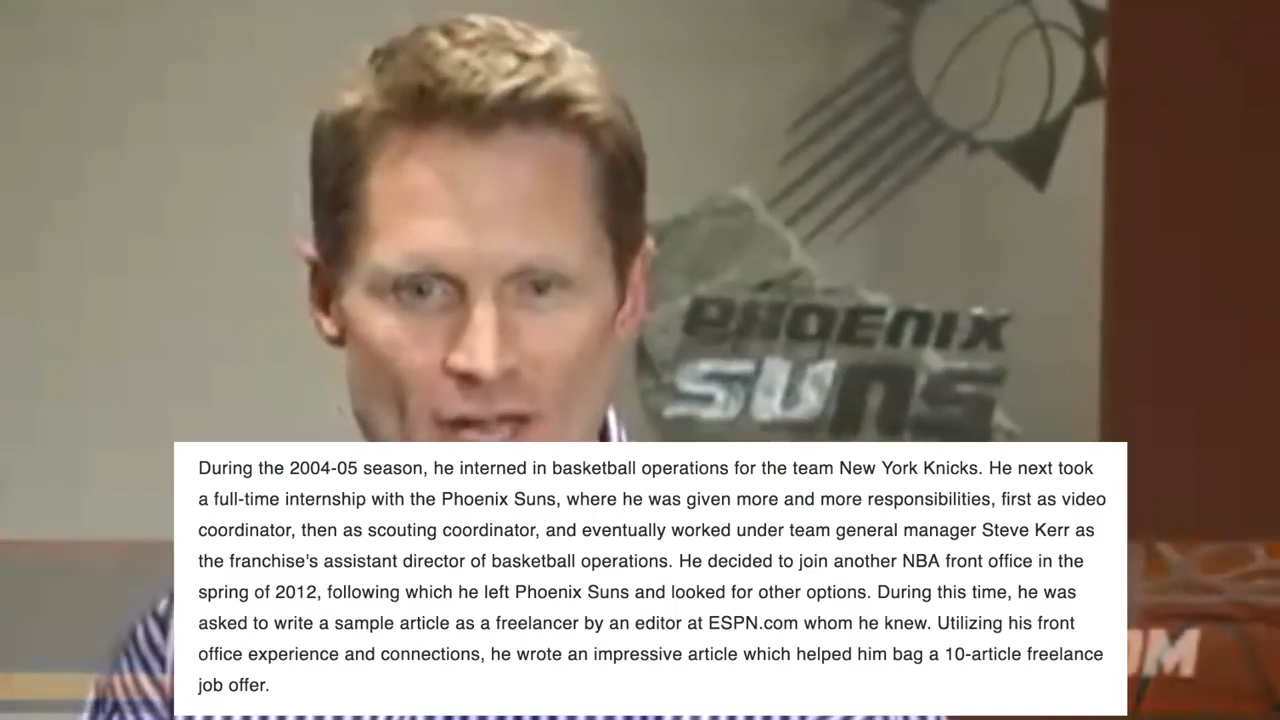 PHOENIX
SUNS
During the 2004-05 season, he interned in basketball operations for the team New York Knicks. He next took
a full-time internship with the Phoenix Suns, where he was given more and more responsibilities, first as video
coordinator, then as scouting coordinator, and eventually worked under team general manager Steve Kerr as
the franchise's assistant director of basketball operations. He decided to join another NBA front office in the
spring of 2012, following which he left Phoenix Suns and looked for other options. During this time, he was
asked to write a sample article as a freelancer by an editor at ESPN.com whom he knew. Utilizing his front
office experience and connections, he wrote an impressive article which helped him bag a 10-article freelance
job offer.